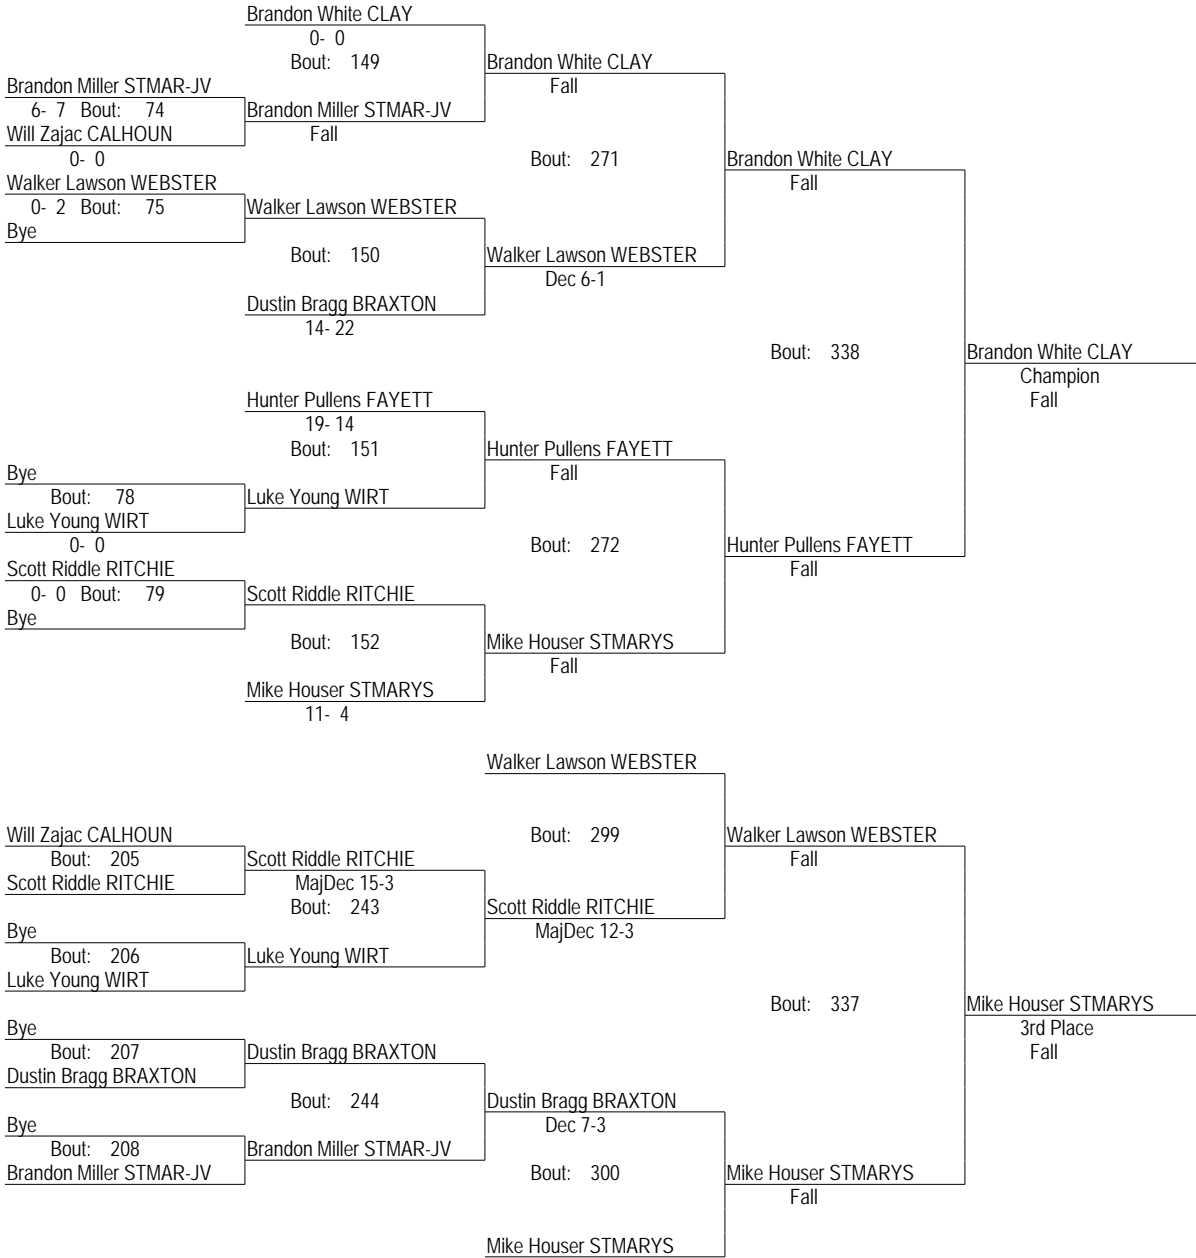 Brandon White CLAY
0- 0
Bout: 149
Brandon White CLAY
Brandon Miller STMAR-JV
Fall
6- 7 Bout: 74
Brandon Miller STMAR-JV
Will Zajac CALHOUN
Fall
0- 0
Bout: 271
Brandon White CLAY
Walker Lawson WEBSTER
Fall
0- 2 Bout: 75
Walker Lawson WEBSTER
Bye
Bout: 150
Walker Lawson WEBSTER
Dec 6-1
Dustin Bragg BRAXTON
14- 22
Bout: 338
Brandon White CLAY
Champion
Hunter Pullens FAYETT
Fall
19- 14
Bout: 151
Hunter Pullens FAYETT
Bye
Fall
Bout: 78
Luke Young WIRT
Luke Young WIRT
0- 0
Bout: 272
Hunter Pullens FAYETT
Scott Riddle RITCHIE
Fall
0- 0 Bout: 79
Scott Riddle RITCHIE
Bye
Bout: 152
Mike Houser STMARYS
Fall
Mike Houser STMARYS
11- 4
Walker Lawson WEBSTER
Will Zajac CALHOUN
Bout: 299
Walker Lawson WEBSTER
Bout: 205
Scott Riddle RITCHIE
Fall
Scott Riddle RITCHIE
MajDec 15-3
Bout: 243
Scott Riddle RITCHIE
Bye
MajDec 12-3
Bout: 206
Luke Young WIRT
Luke Young WIRT
Bout: 337
Mike Houser STMARYS
Bye
3rd Place
Bout: 207
Dustin Bragg BRAXTON
Fall
Dustin Bragg BRAXTON
Bout: 244
Dustin Bragg BRAXTON
Bye
Dec 7-3
Bout: 208
Brandon Miller STMAR-JV
Brandon Miller STMAR-JV
Bout: 300
Mike Houser STMARYS
Fall
Mike Houser STMARYS